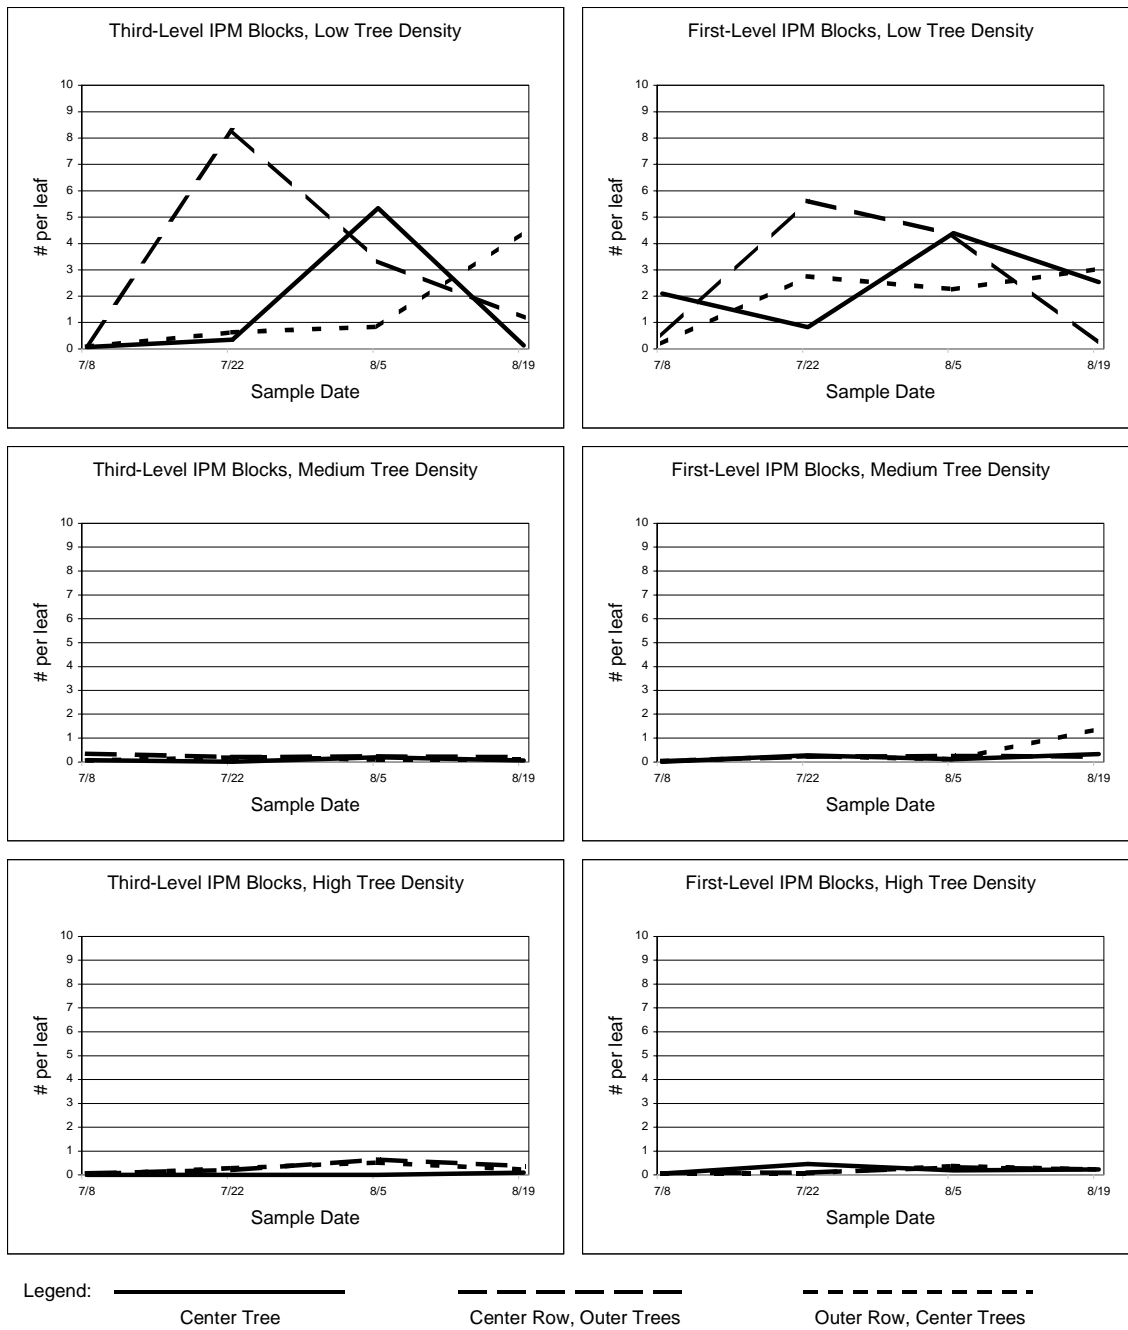 Third-Level IPM Blocks, Low Tree Density
# per leaf
10
9
8
7
6
5
4
3
2
1
0
7/8 7/22 8/5 8/19
Sample Date
First-Level IPM Blocks, Low Tree Density
# per leaf
10
9
8
7
6
5
4
3
2
1
0
7/8 7/22 8/5 8/19
Sample Date
Third-Level IPM Blocks, Medium Tree Density
# per leaf
10
9
8
7
6
5
4
3
2
1
0
7/8 7/22 8/5 8/19
Sample Date
First-Level IPM Blocks, Medium Tree Density
# per leaf
10
9
8
7
6
5
4
3
2
1
0
7/8 7/22 8/5 8/19
Sample Date
Third-Level IPM Blocks, High Tree Density
# per leaf
10
9
8
7
6
5
4
3
2
1
0
7/8 7/22 8/5 8/19
Sample Date
First-Level IPM Blocks, High Tree Density
# per leaf
10
9
8
7
6
5
4
3
2
1
0
7/8 7/22 8/5 8/19
Sample Date
Legend:
Center Tree Center Row, Outer Trees Outer Row, Center Trees